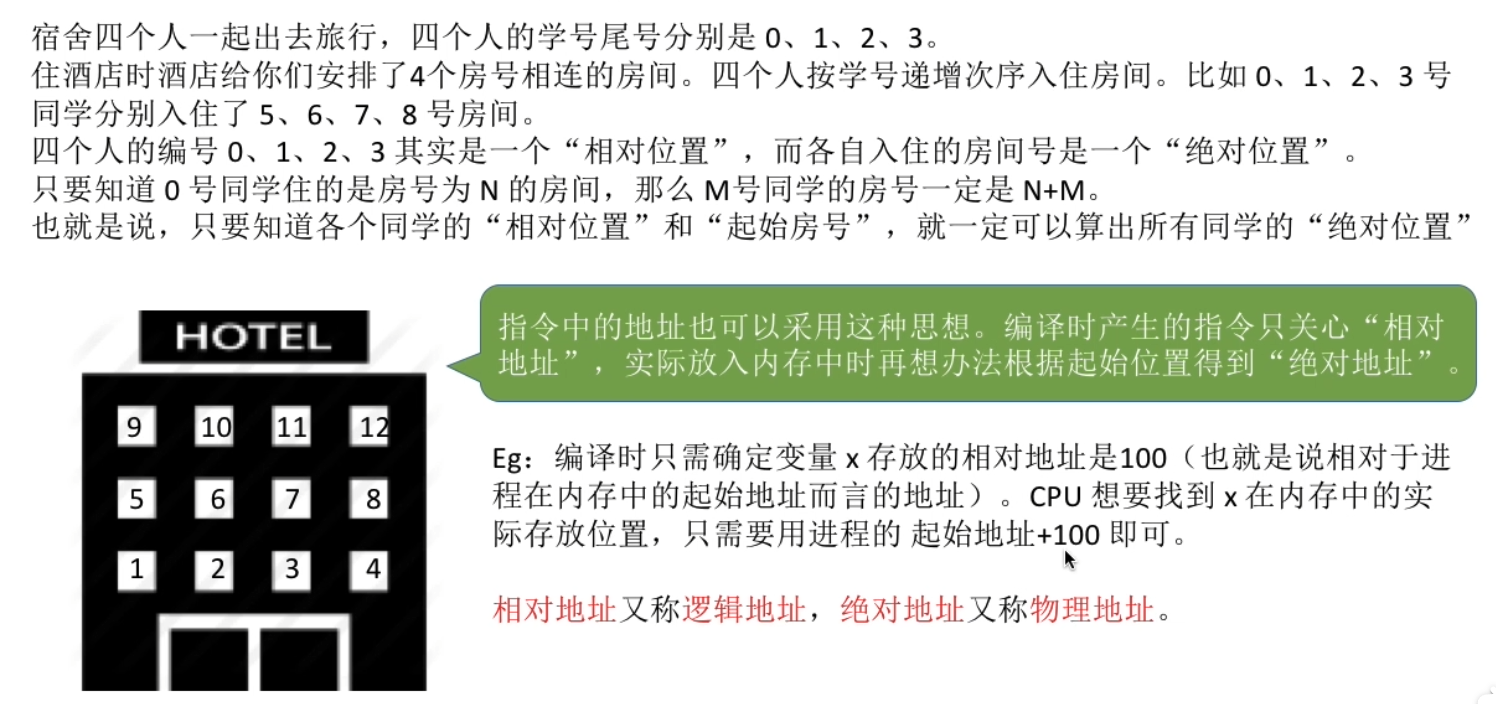 宿舍四个人一起出去旅行，四个人的学号尾号分别是 0、1、2、3。
住酒店时酒店给你们安排了4个房号相连的房间。四个人按学号递增次序入住房间。比如 0、1、2、3 号
同学分别入住了 5、6、7、8 号房间。
四个人的编号 0、1、2、3 其实是一个“相对位置”，而各自入住的房间号是一个“绝对位置”。
只要知道 0 号同学住的是房号为 N 的房间，那么 M号同学的房号一定是 N+M。
也就是说，只要知道各个同学的“相对位置”和“起始房号”，就一定可以算出所有同学的“绝对位置”
HOTEL
9 10 11 12
5 6 7 8
1 2 3 4
指令中的地址也可以采用这种思想。编译时产生的指令只关心“相对
地址”，实际放入内存中时再想办法根据起始位置得到“绝对地址”。
Eg：编译时只需确定变量 x 存放的相对地址是100（也就是说相对于进
程在内存中的起始地址而言的地址）。CPU 想要找到 x 在内存中的实
际存放位置，只需要用进程的 起始地址+100 即可。
相对地址又称逻辑地址，绝对地址又称物理地址。